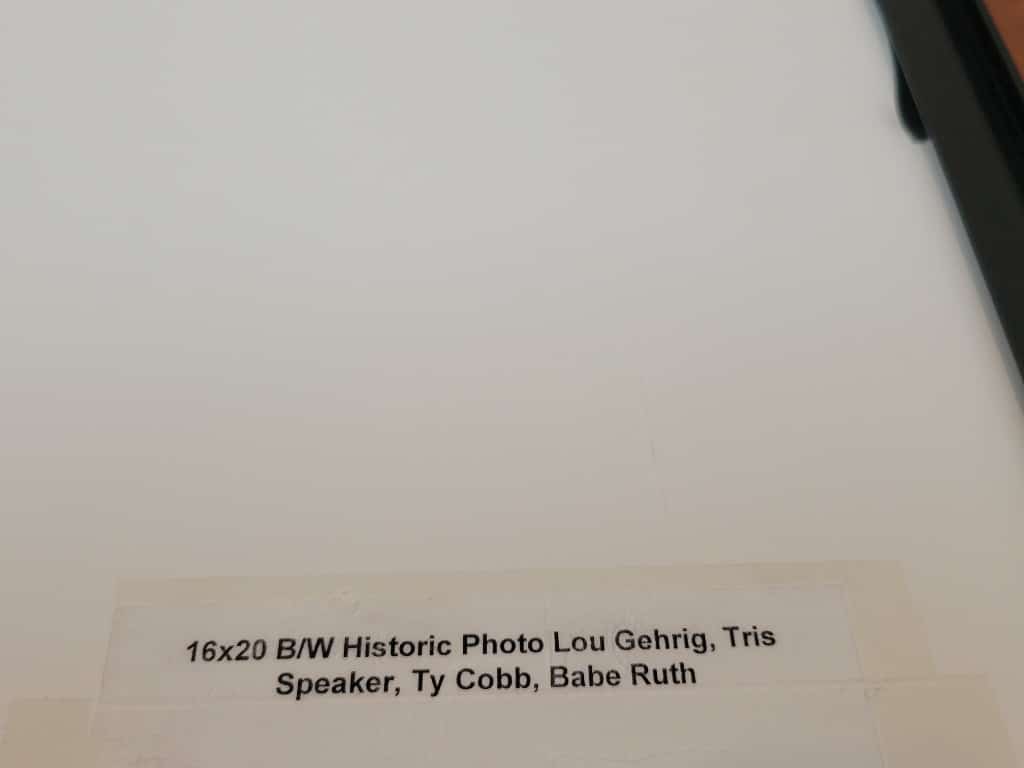 16x20 B/W Historic Photo Lou Gehrig, Tris
Speaker, Ty Cobb, Babe Ruth